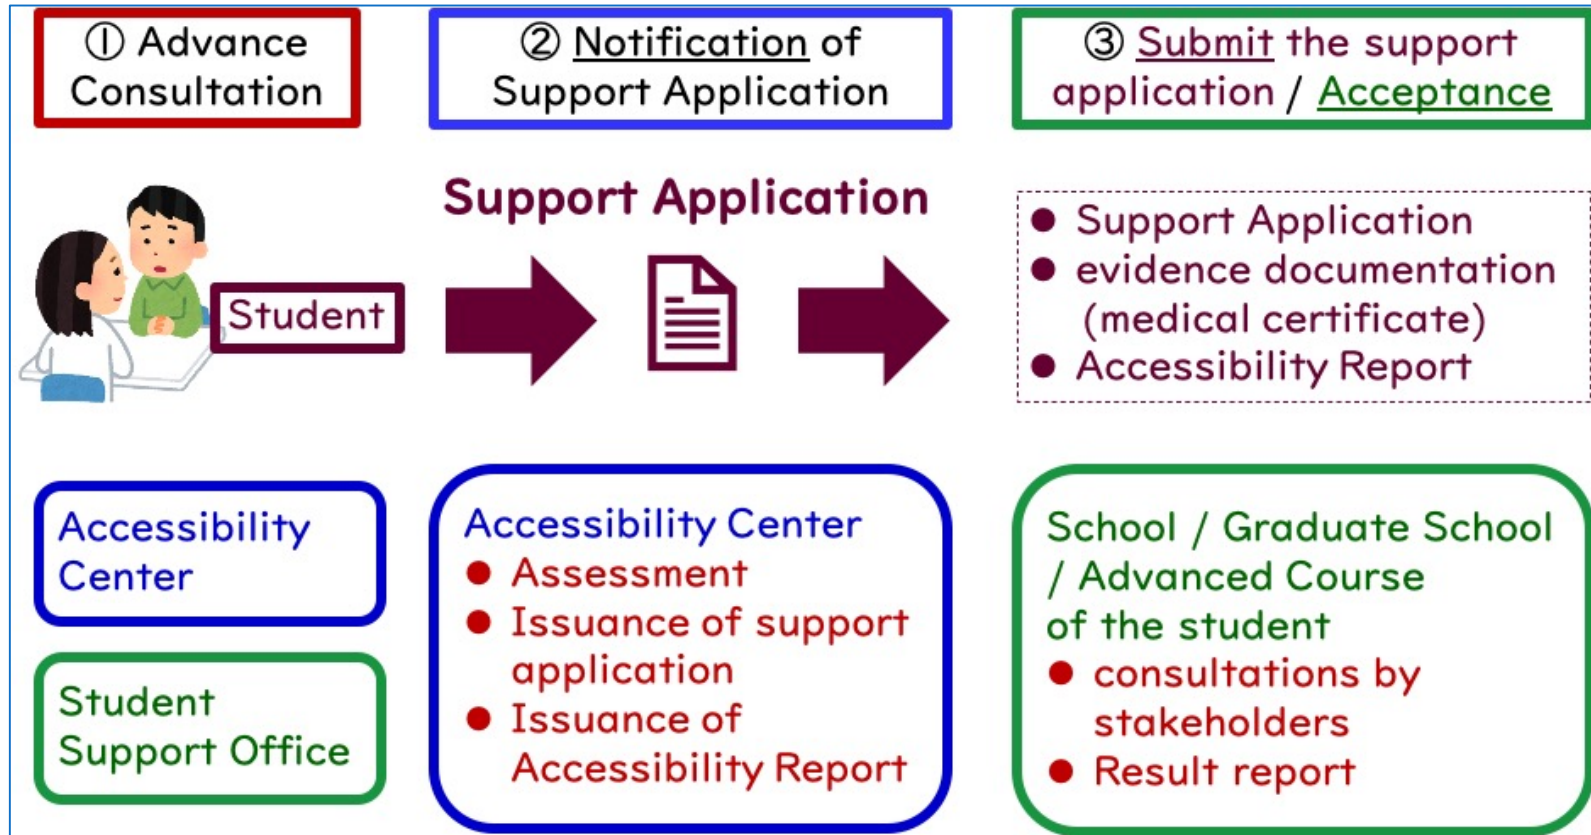 ① Advance
Consultation
② Notification of
Support Application
③ Submit the support
application / Acceptance
Student
Support Application
● Support Application
● evidence documentation
(medical certificate)
● Accessibility Report
Accessibility
Center
Student
Support Office
Accessibility Center
● Assessment
● Issuance of support
application
● Issuance of
Accessibility Report
School / Graduate School
/ Advanced Course
of the student
● consultations by
stakeholders
● Result report